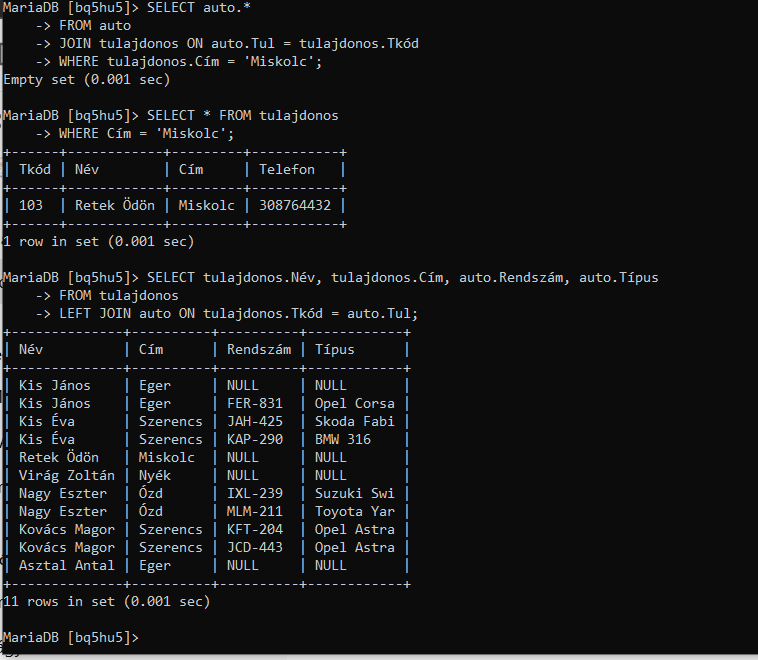 MariaDB [bq5hu5]> SELECT auto.*
    -> FROM auto
    -> JOIN tulajdonos ON auto.Tul = tulajdonos.Tkód
    -> WHERE tulajdonos.Cím = 'Miskolc';
Empty set (0.001 sec)

MariaDB [bq5hu5]> SELECT * FROM tulajdonos
    -> WHERE Cím = 'Miskolc';
+------+------------+---------+-----------+
| Tkód | Név        | Cím     | Telefon   |
+------+------------+---------+-----------+
| 103  | Retek Ödön | Miskolc | 308764432 |
+------+------------+---------+-----------+
1 row in set (0.001 sec)

MariaDB [bq5hu5]> SELECT tulajdonos.Név, tulajdonos.Cím, auto.Rendszám, auto.Típus
    -> FROM tulajdonos
    -> LEFT JOIN auto ON tulajdonos.Tkód = auto.Tul;
+--------------+----------+----------+------------+
| Név          | Cím      | Rendszám | Típus      |
+--------------+----------+----------+------------+
| Kis János    | Eger     | NULL     | NULL       |
| Kis János    | Eger     | FER-831  | Opel Corsa |
| Kis Éva      | Szerencs | JAH-425  | Skoda Fabi |
| Kis Éva      | Szerencs | KAP-290  | BMW 316    |
| Retek Ödön   | Miskolc  | NULL     | NULL       |
| Virág Zoltán | Nyék     | NULL     | NULL       |
| Nagy Eszter  | Ózd      | IXL-239  | Suzuki Swi |
| Nagy Eszter  | Ózd      | MLM-211  | Toyota Yar |
| Kovács Magor | Szerencs | KFT-204  | Opel Astra |
| Kovács Magor | Szerencs | JCD-443  | Opel Astra |
| Asztal Antal | Eger     | NULL     | NULL       |
+--------------+----------+----------+------------+
11 rows in set (0.001 sec)

MariaDB [bq5hu5]>